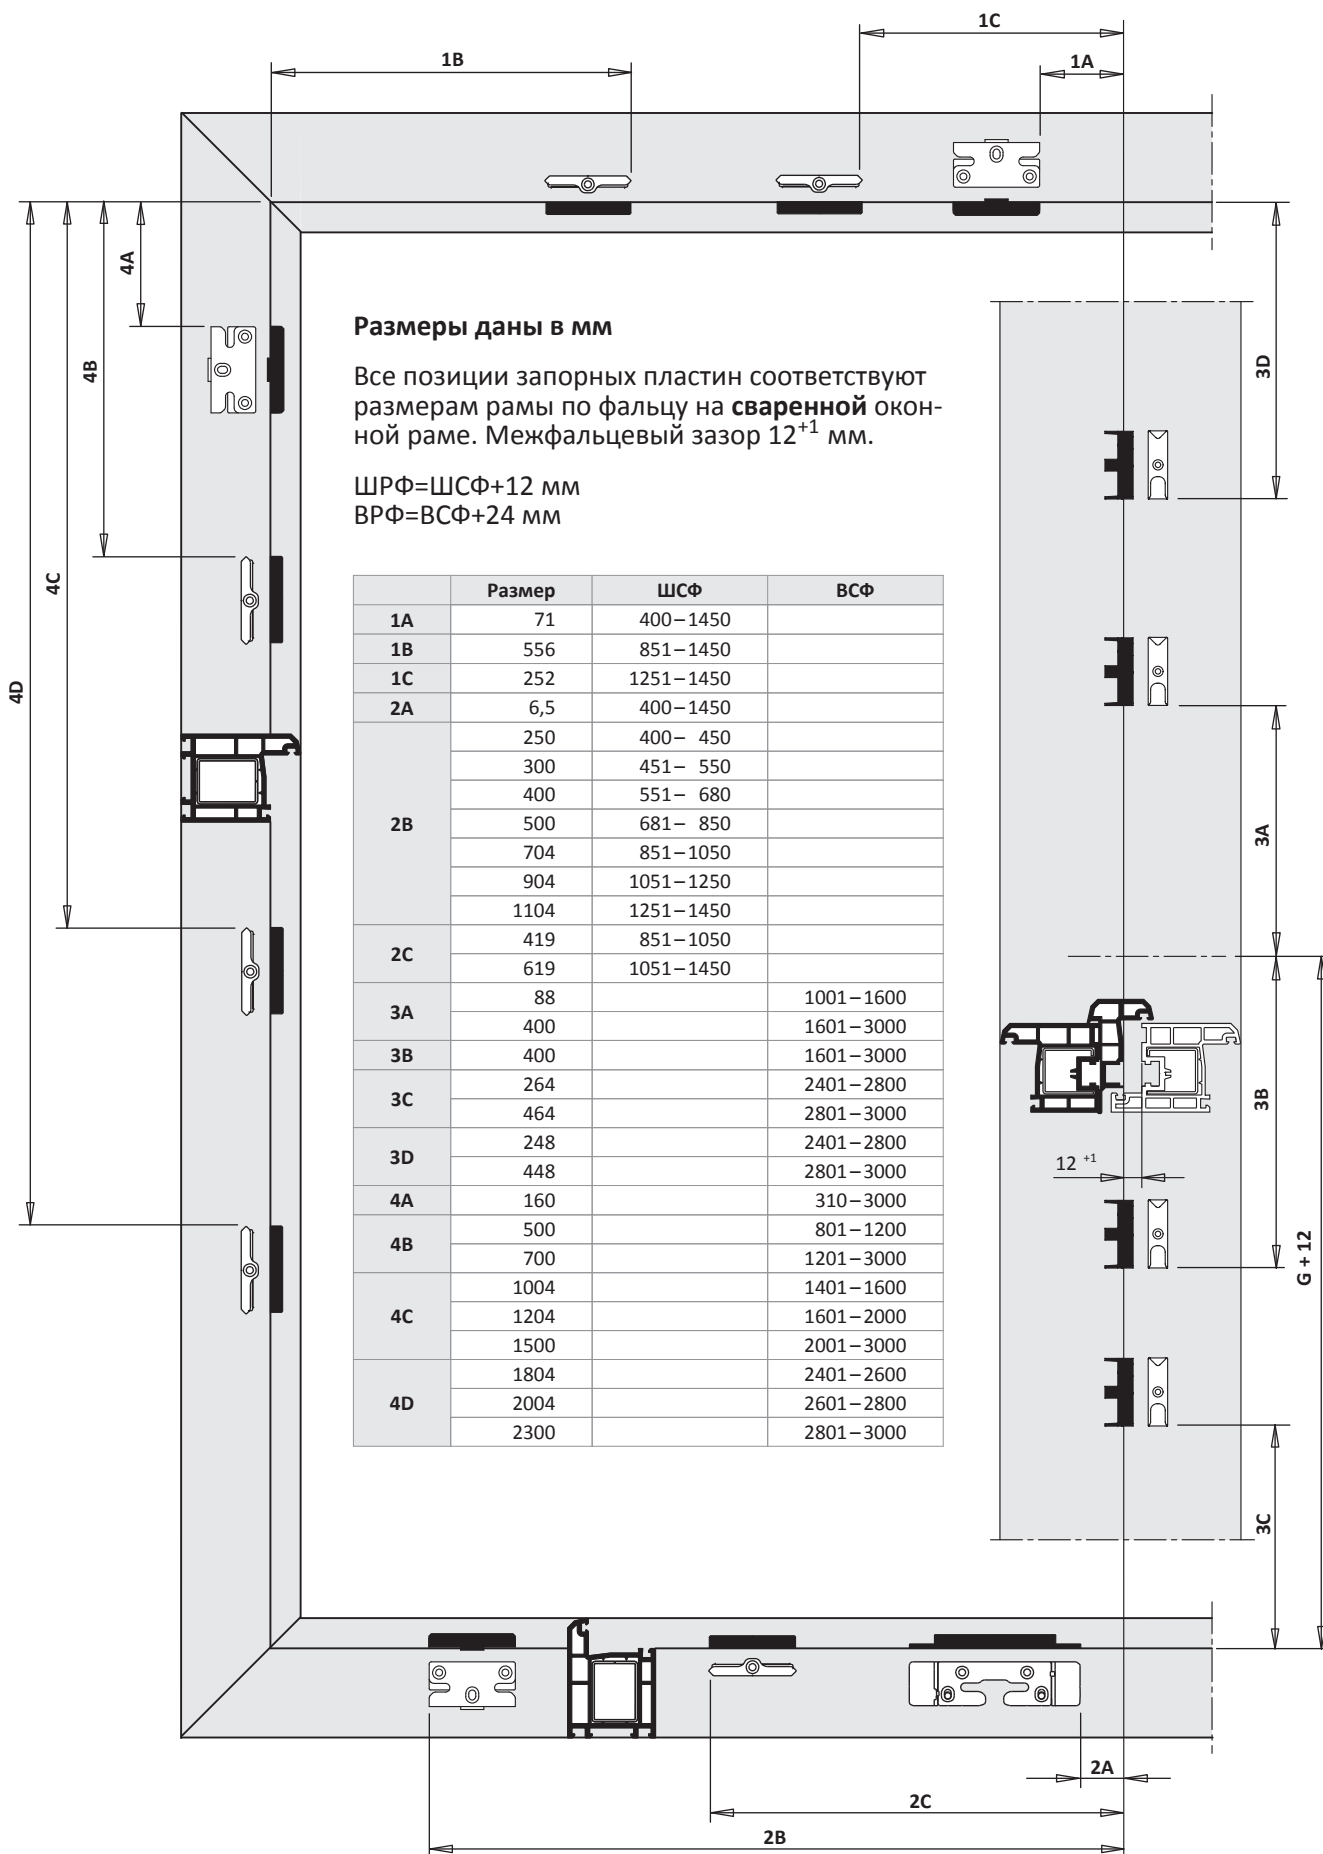 1C
1B
1A
4A
4B
4C
4D
3D
3A
3B
3C
G + 12
12 +1
Размеры даны в мм
Все позиции запорных пластин соответствуют
размерам рамы по фальцу на сваренной окон-
ной раме. Межфальцевый зазор 12+1 мм.
ШРФ=ШСФ+12 мм
ВРФ=ВСФ+24 мм
Размер ШСФ ВСФ
1A 71 400–1450
1B 556 851–1450
1C 252 1251–1450
2A 6,5 400–1450
2B 250 400– 450
300 451– 550
400 551– 680
500 681– 850
704 851–1050
904 1051–1250
1104 1251–1450
2C 419 851–1050
619 1051–1450
3A 88 1001–1600
400 1601–3000
3B 400 1601–3000
3C 264 2401–2800
464 2801–3000
3D 248 2401–2800
448 2801–3000
4A 160 310–3000
4B 500 801–1200
700 1201–3000
4C 1004 1401–1600
1204 1601–2000
1500 2001–3000
4D 1804 2401–2600
2004 2601–2800
2300 2801–3000
2A
2C
2B